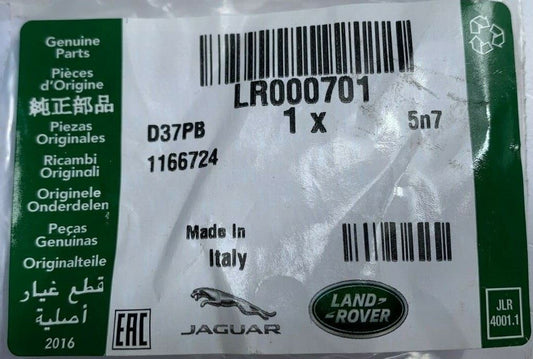 Genuine
Parts
Pièces
d'Origine
純正部品
Piezas
Originales
Ricambi
Originali
Originele
Onderdelen
Peças
Genuinas
Originalteile
قطع غيار
أصلية
2016
LR000701
1 x
5n7
D37PB
1166724
Made In
Italy
EAC
JAGUAR
LAND-
ROVER
JLR
4001.1